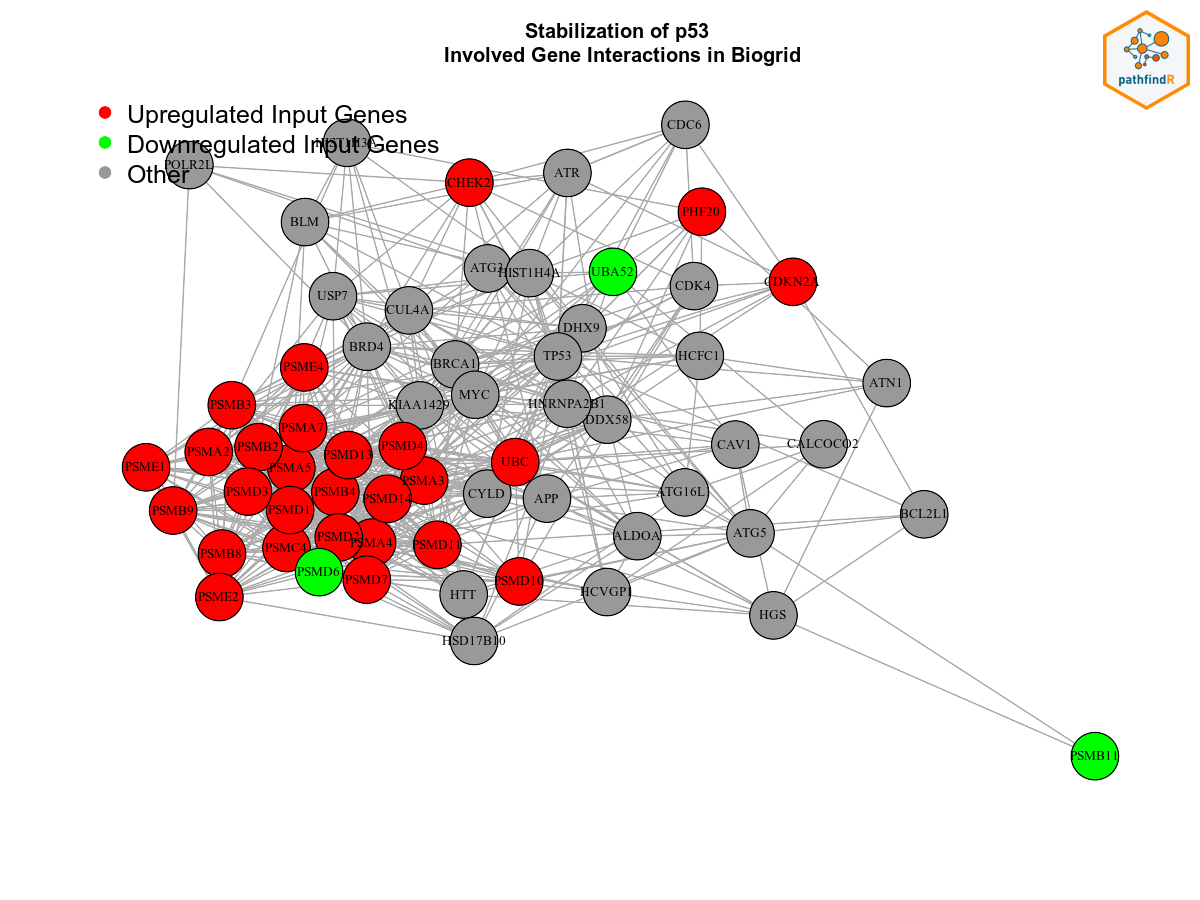 Stabilization of p53
Involved Gene Interactions in Biogrid
pathfindR
Upregulated Input Genes
Downregulated Input Genes
Other
CDC6
HIST1H3A
POLR2L
ATR
CHEK2
PHF20
BLM
ATG3
HIST1H4A
UBA52
CDK4
CDKN2A
USP7
CUL4A
DHX9
BRD4
TP53
HCFC1
BRCA1
PSME4
ATN1
MYC
PSMB3
KIAA1429
HNRNPA2B1
DDX58
PSMA7
PSMB2
PSMD4
CAV1
CALCOCO2
PSMA2
PSMD13
UBC
PSME1
PSMA5
PSMA3
PSMD3
PSMB4
PSMD14
CYLD
APP
ATG16L
PSMB9
PSMD1
BCL2L1
PSMD2
PSMA4
PSMD11
ALDOA
ATG5
PSMB8
PSMC4
PSMD6
PSMD7
PSMD10
PSME2
HTT
HCVGP1
HGS
HSD17B10
PSMB11